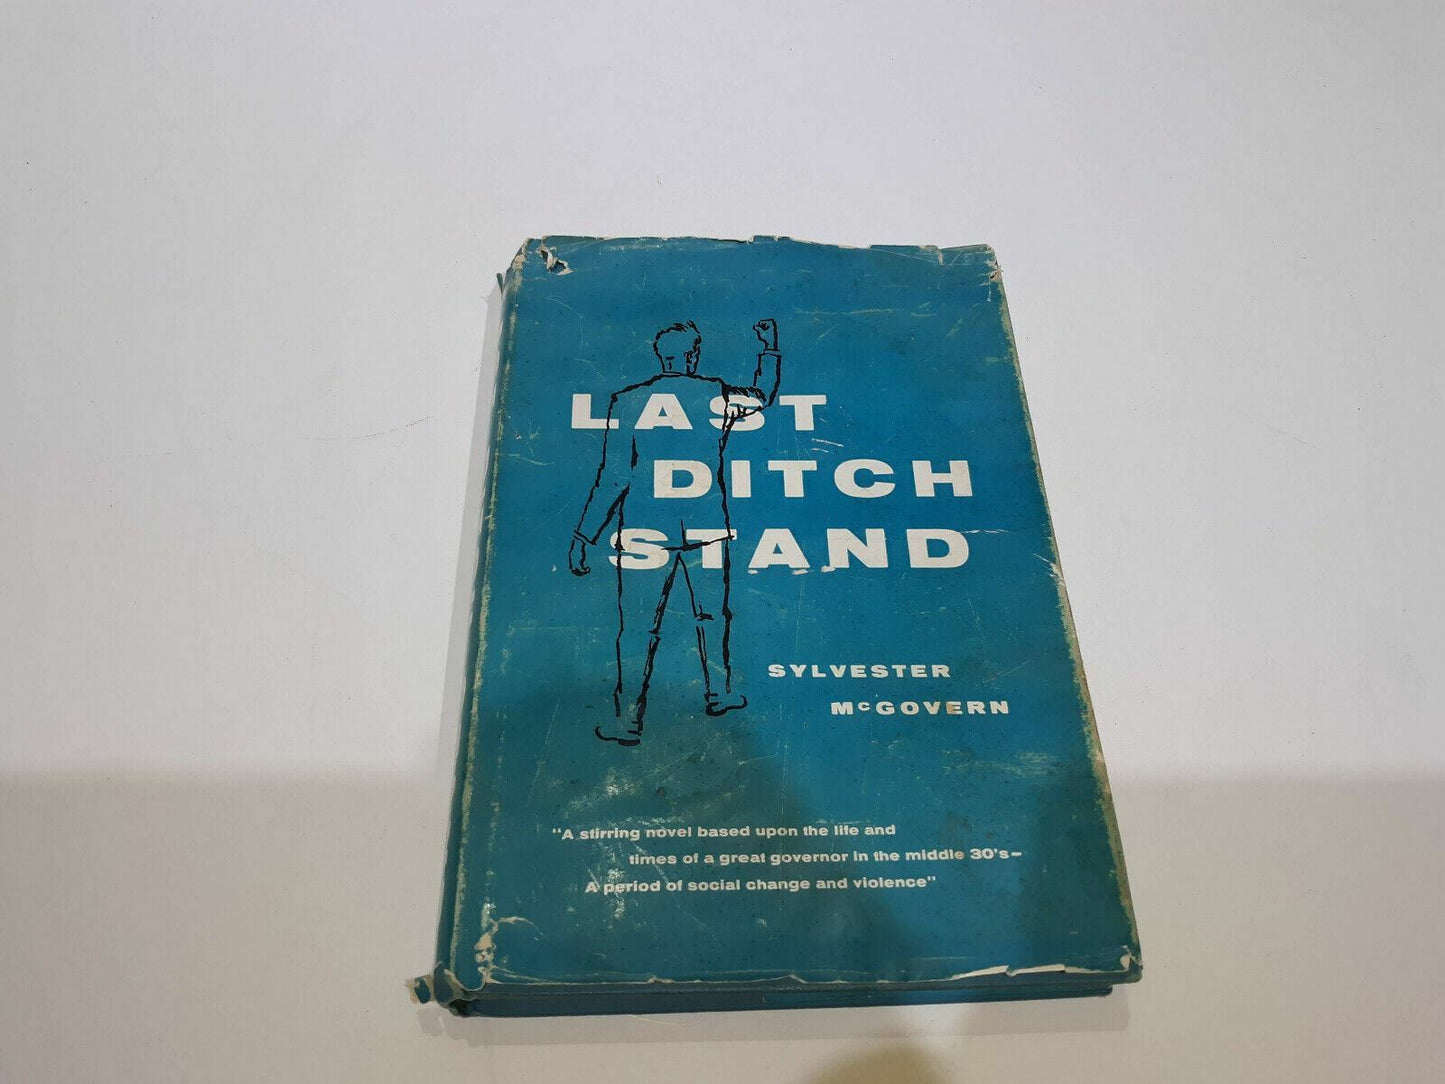 LAST
DITCH
STAND
SYLVESTER
McGOVERN
"A stirring novel based upon the life and
times of a great governor in the middle 30's—
A period of social change and violence"